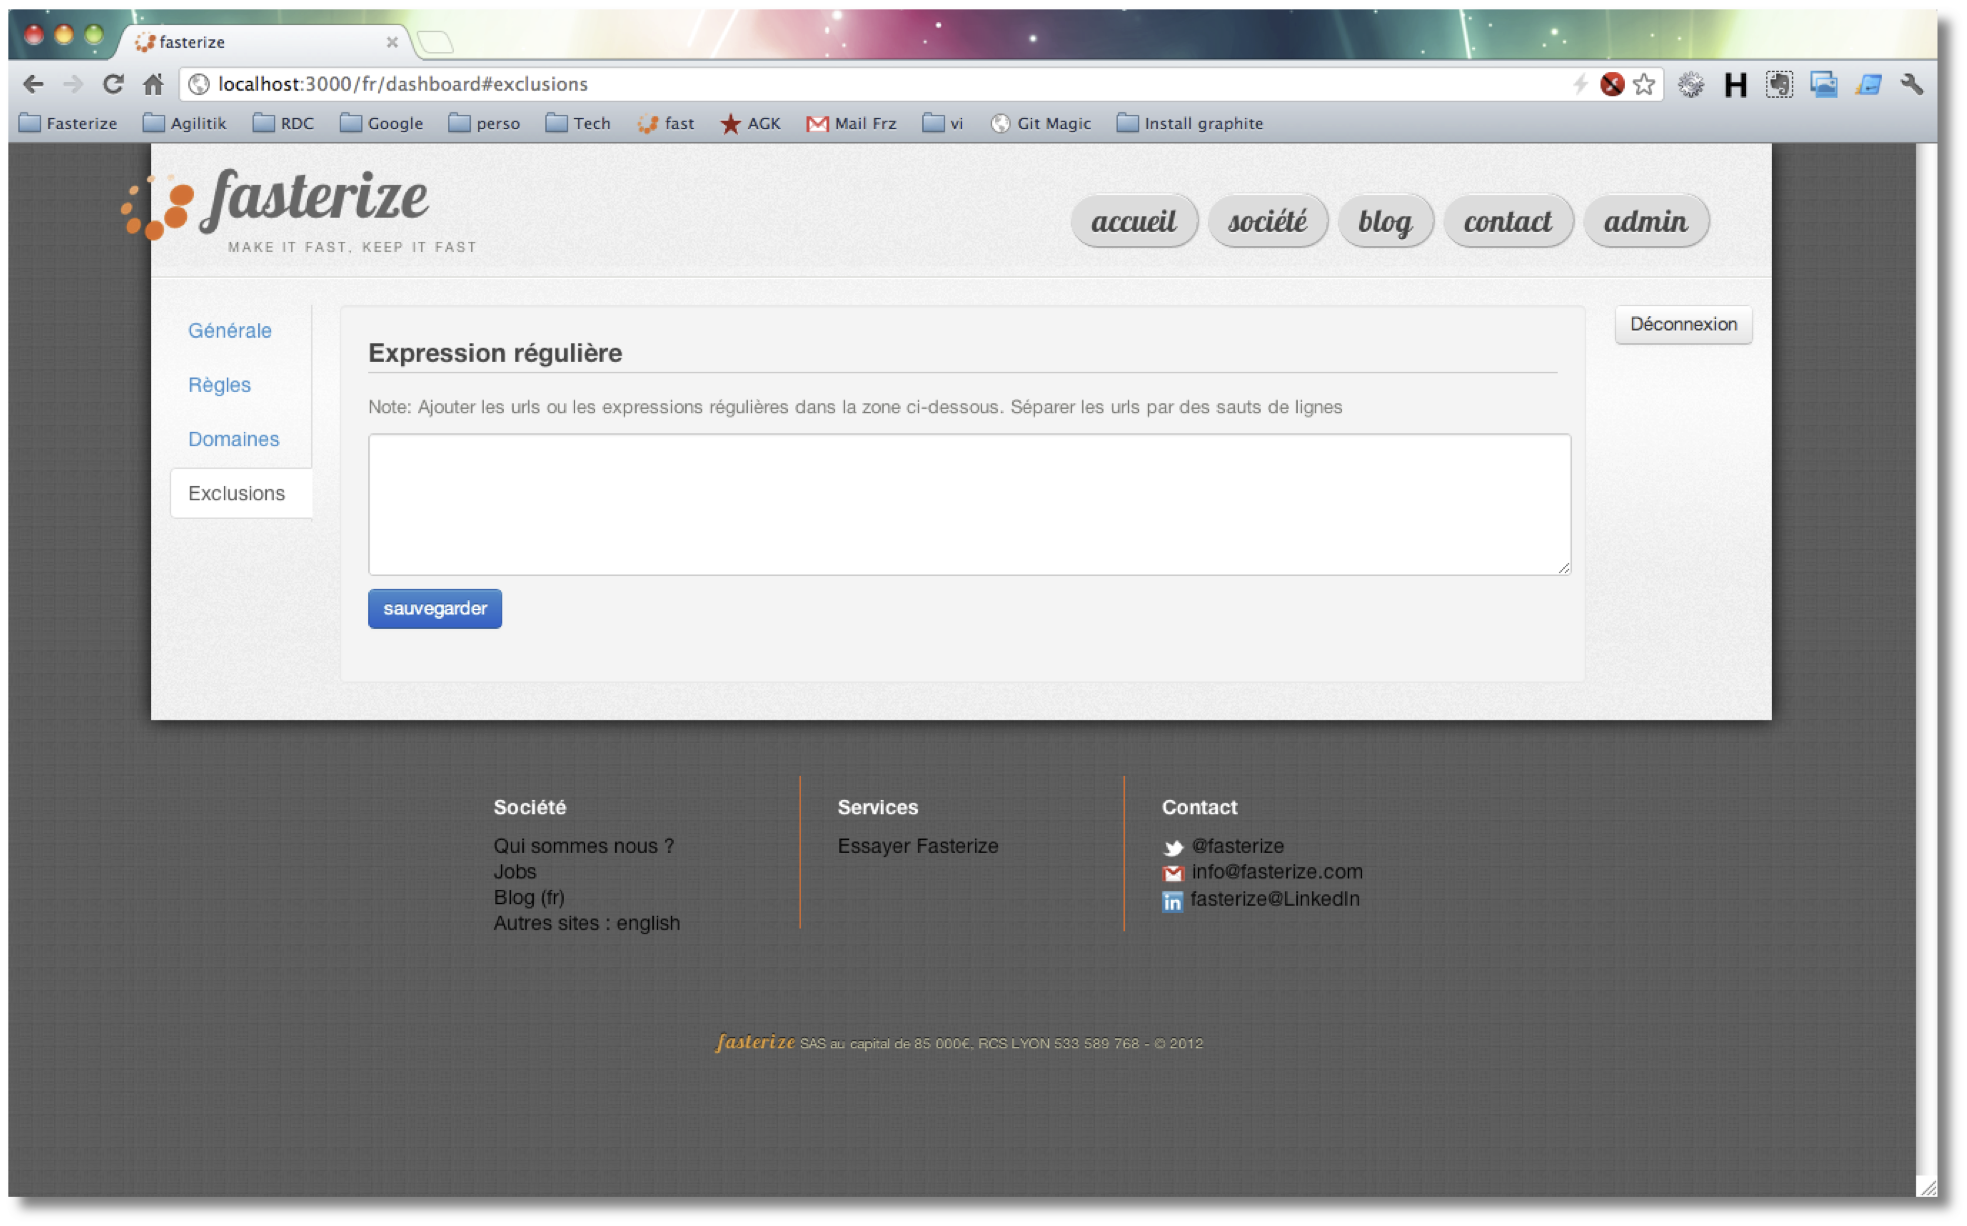 fasterize
localhost:3000/fr/dashboard#exclusions
Fasterize Agilitik RDC Google perso Tech fast AGK Mail Frz vi Git Magic Install graphite
fasterize
MAKE IT FAST, KEEP IT FAST
accueil société blog contact admin
Générale
Règles
Domaines
Exclusions
Expression régulière
Note: Ajouter les urls ou les expressions régulières dans la zone ci-dessous. Séparer les urls par des sauts de lignes
sauvegarder
Déconnexion
Société
Qui sommes nous ?
Jobs
Blog (fr)
Autres sites : english
Services
Essayer Fasterize
Contact
@fasterize
info@fasterize.com
in fasterize@LinkedIn
fasterize SAS au capital de 85 000€, RCS LYON 533 589 768 - © 2012